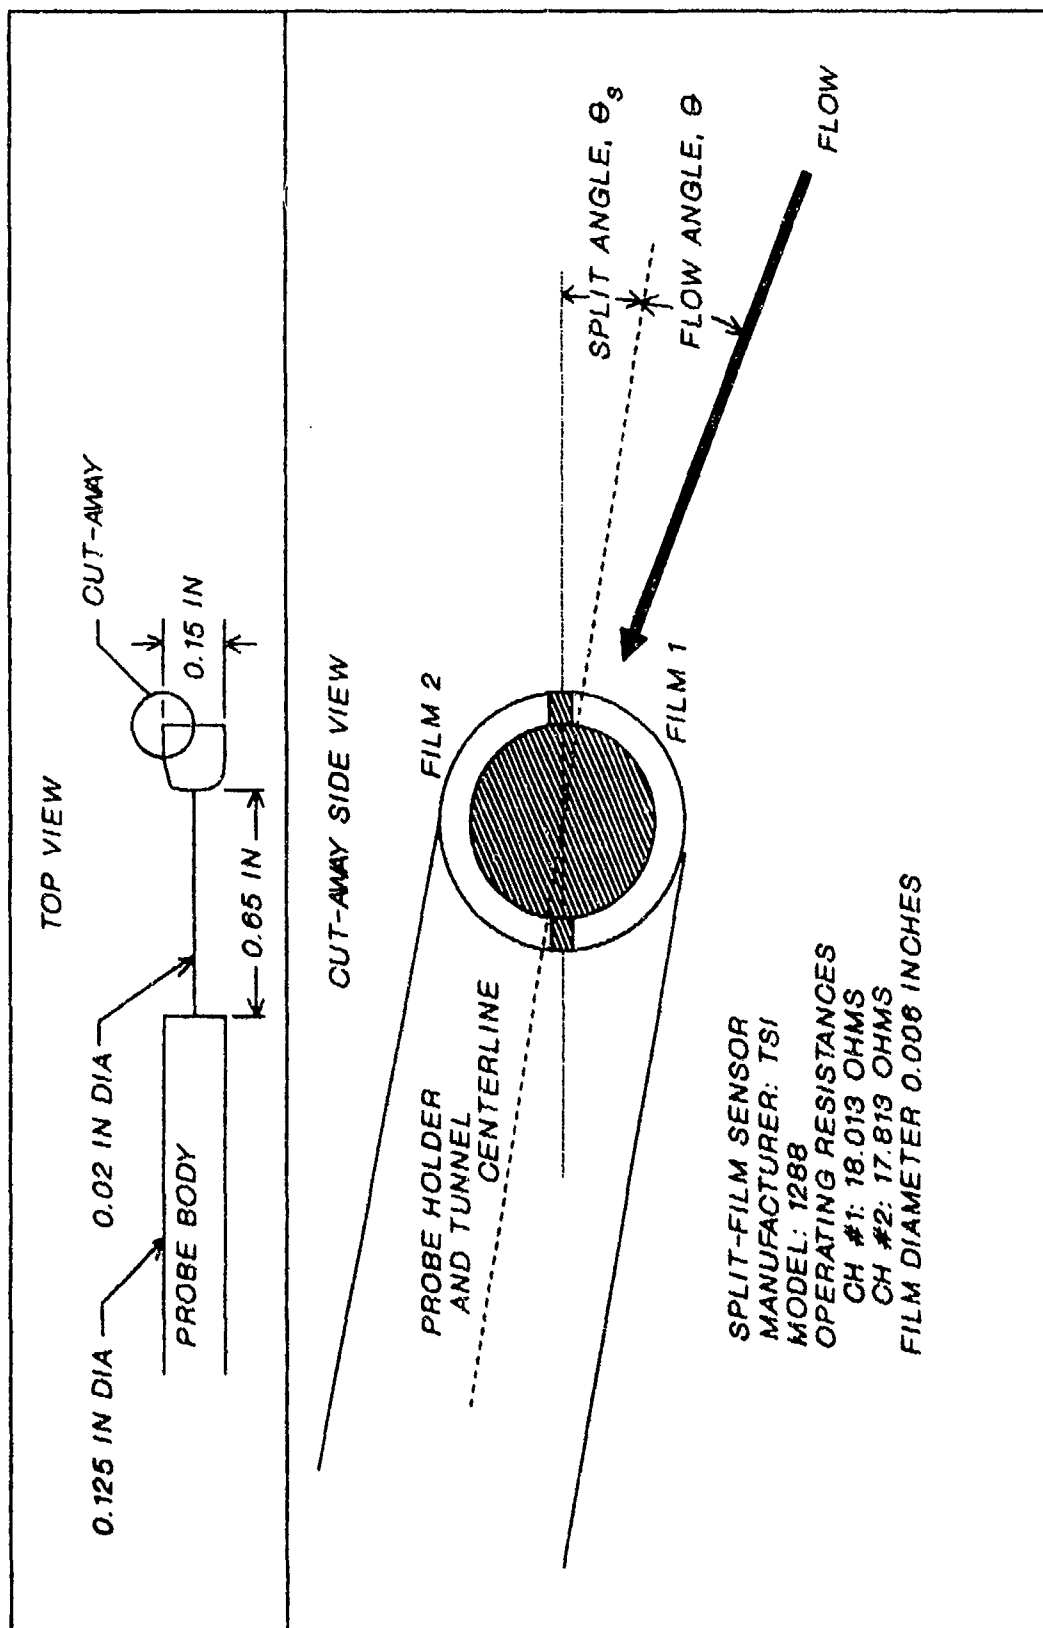 TOP VIEW
CUT-AWAY
0.125 IN DIA
0.02 IN DIA
0.15 IN
PROBE BODY
0.65 IN
CUT-AWAY SIDE VIEW
FILM 2
SPLIT ANGLE, θs
FLOW ANGLE, θ
FLOW
FILM 1
PROBE HOLDER
AND TUNNEL
CENTERLINE
SPLIT-FILM SENSOR
MANUFACTURER: TSI
MODEL: 1288
OPERATING RESISTANCES
CH #1: 18.013 OHMS
CH #2: 17.813 OHMS
FILM DIAMETER 0.006 INCHES